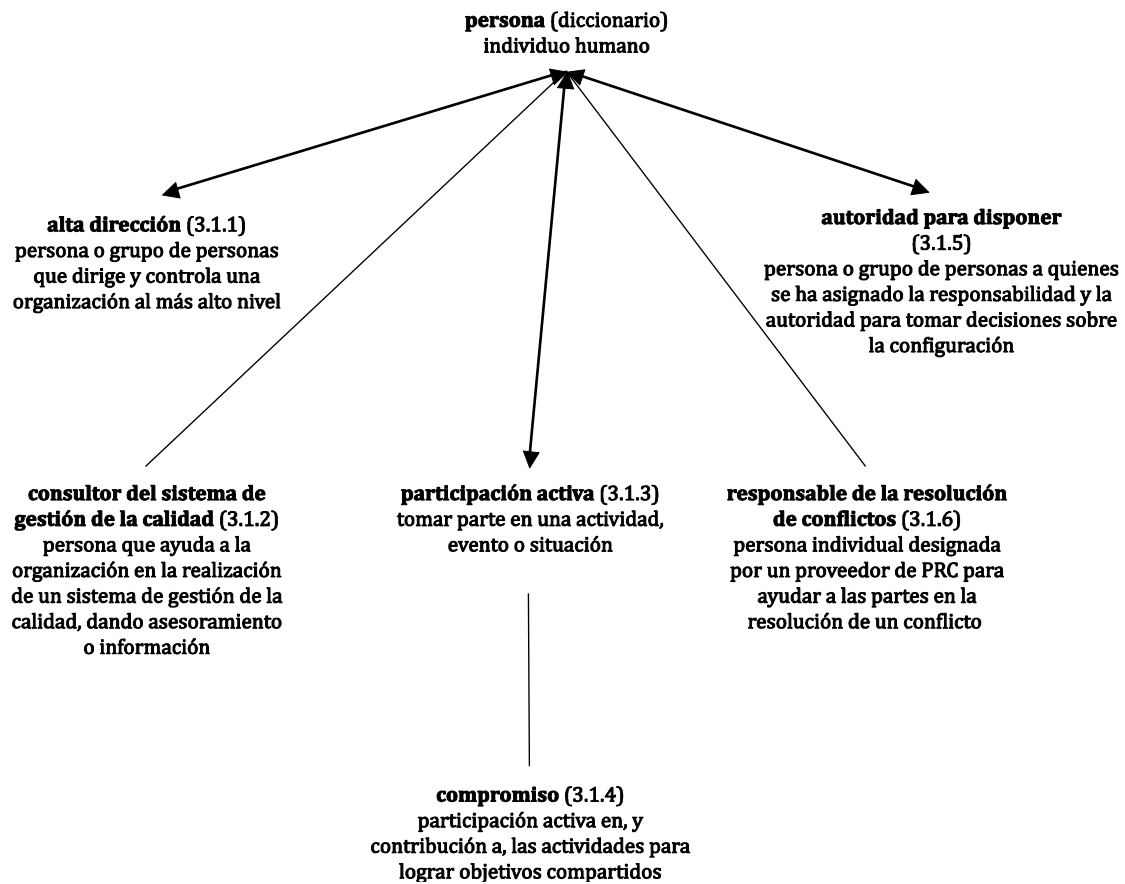 persona (diccionario)
individuo humano
alta dirección (3.1.1)
persona o grupo de personas
que dirige y controla una
organización al más alto nivel
autoridad para disponer
(3.1.5)
persona o grupo de personas a quienes
se ha asignado la responsabilidad y la
autoridad para tomar decisiones sobre
la configuración
consultor del sistema de
gestión de la calidad (3.1.2)
persona que ayuda a la
organización en la realización
de un sistema de gestión de la
calidad, dando asesoramiento
o información
participación activa (3.1.3)
tomar parte en una actividad,
evento o situación
responsable de la resolución
de conflictos (3.1.6)
persona individual designada
por un proveedor de PRC para
ayudar a las partes en la
resolución de un conflicto
compromiso (3.1.4)
participación activa en, y
contribución a, las actividades para
lograr objetivos compartidos